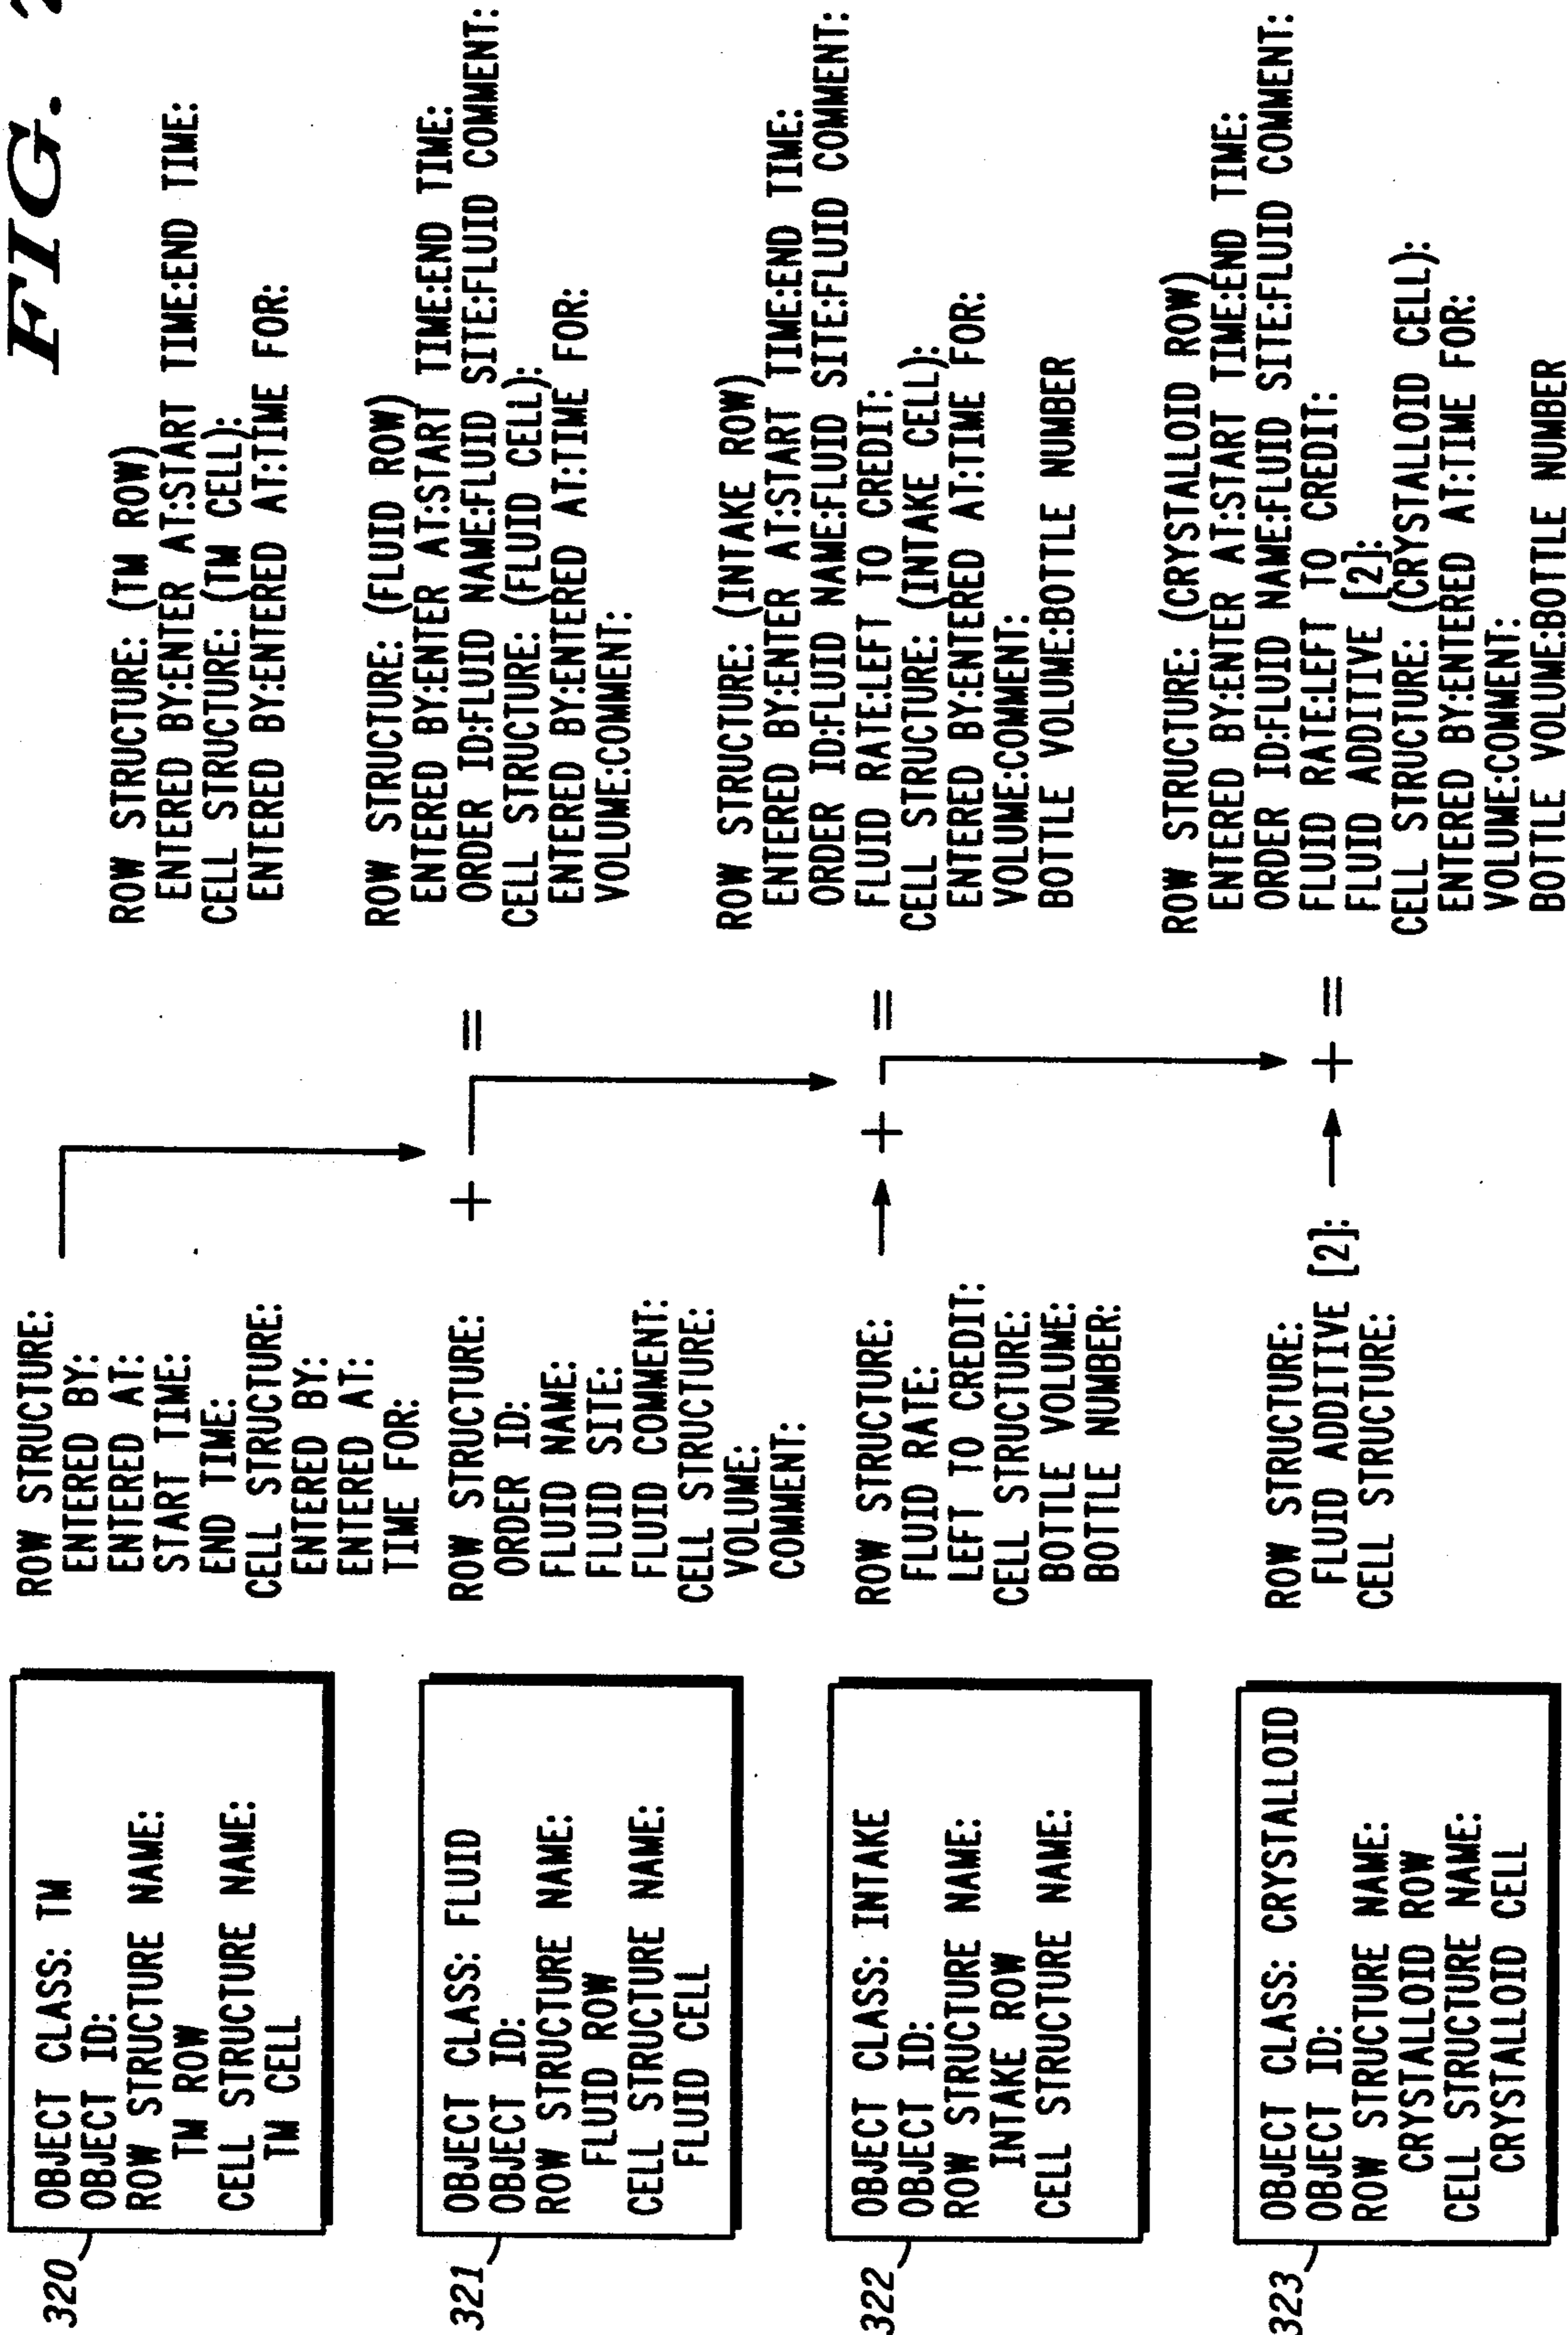 FIG. 2
320
OBJECT CLASS: TM
OBJECT ID:
ROW STRUCTURE NAME:
TM ROW
CELL STRUCTURE NAME:
TM CELL
ROW STRUCTURE:
ENTERED BY:
ENTERED AT:
START TIME:
END TIME:
CELL STRUCTURE:
ENTERED BY:
ENTERED AT:
TIME FOR:
ROW STRUCTURE: (TM ROW)
ENTERED BY:ENTER AT:START TIME:END TIME:
CELL STRUCTURE: (TM CELL):
ENTERED BY:ENTERED AT:TIME FOR:
321
OBJECT CLASS: FLUID
OBJECT ID:
ROW STRUCTURE NAME:
FLUID ROW
CELL STRUCTURE NAME:
FLUID CELL
ROW STRUCTURE:
ORDER ID:
FLUID NAME:
FLUID SITE:
FLUID COMMENT:
CELL STRUCTURE:
VOLUME:
COMMENT:
+ =
ROW STRUCTURE: (FLUID ROW)
ENTERED BY:ENTER AT:START TIME:END TIME:
ORDER ID:FLUID NAME:FLUID SITE:FLUID COMMENT:
CELL STRUCTURE: (FLUID CELL):
ENTERED BY:ENTERED AT:TIME FOR:
VOLUME:COMMENT:
322
OBJECT CLASS: INTAKE
OBJECT ID:
ROW STRUCTURE NAME:
INTAKE ROW
CELL STRUCTURE NAME:
ROW STRUCTURE:
FLUID RATE:
LEFT TO CREDIT:
CELL STRUCTURE:
BOTTLE VOLUME:
BOTTLE NUMBER:
+ =
ROW STRUCTURE: (INTAKE ROW)
ENTERED BY:ENTER AT:START TIME:END TIME:
ORDER ID:FLUID NAME:FLUID SITE:FLUID COMMENT:
FLUID RATE:LEFT TO CREDIT:
CELL STRUCTURE: (INTAKE CELL):
ENTERED BY:ENTERED AT:TIME FOR:
VOLUME:COMMENT:
BOTTLE VOLUME:BOTTLE NUMBER
323
OBJECT CLASS: CRYSTALLOID
OBJECT ID:
ROW STRUCTURE NAME:
CRYSTALLOID ROW
CELL STRUCTURE NAME:
CRYSTALLOID CELL
ROW STRUCTURE:
FLUID ADDITIVE [2]:
CELL STRUCTURE:
+ =
ROW STRUCTURE: (CRYSTALLOID ROW)
ENTERED BY:ENTER AT:START TIME:END TIME:
ORDER ID:FLUID NAME:FLUID SITE:FLUID COMMENT:
FLUID RATE:LEFT TO CREDIT:
FLUID ADDITIVE [2]:
CELL STRUCTURE: (CRYSTALLOID CELL):
ENTERED BY:ENTERED AT:TIME FOR:
VOLUME:COMMENT:
BOTTLE VOLUME:BOTTLE NUMBER